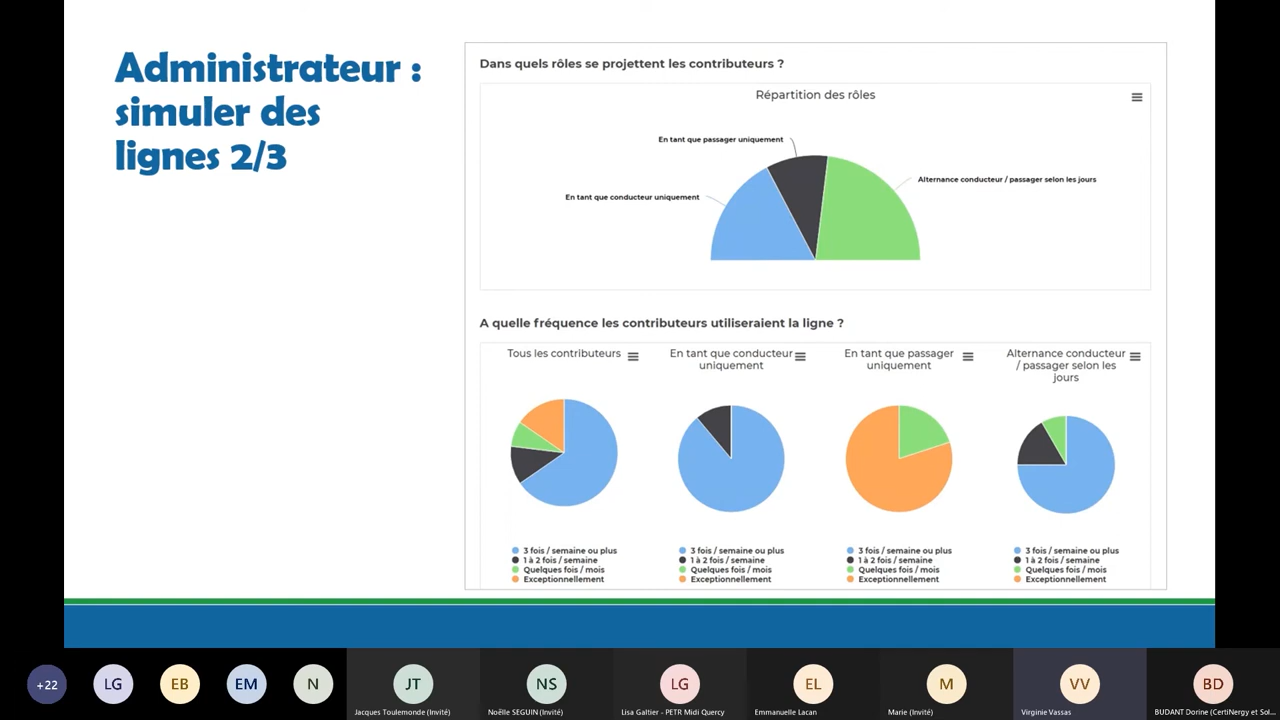 Administrateur :
simuler des
lignes 2/3
Dans quels rôles se projettent les contributeurs ?
Répartition des rôles
En tant que passager uniquement
Alternance conducteur / passager selon les jours
En tant que conducteur uniquement
A quelle fréquence les contributeurs utiliseraient la ligne ?
Tous les contributeurs
En tant que conducteur
uniquement
En tant que passager
uniquement
Alternance conducteur
/ passager selon les
jours
3 fois / semaine ou plus
1 à 2 fois / semaine
Quelques fois / mois
Exceptionnellement
3 fois / semaine ou plus
1 à 2 fois / semaine
Quelques fois / mois
Exceptionnellement
3 fois / semaine ou plus
1 à 2 fois / semaine
Quelques fois / mois
Exceptionnellement
3 fois / semaine ou plus
1 à 2 fois / semaine
Quelques fois / mois
Exceptionnellement
+22
LG
EB
EM
N
JT
Jacques Toulemonde (Invité)
NS
Noëlle SEGUIN (Invité)
LG
Lisa Galtier - PETR Midi Quercy
EL
Emmanuelle Lacan
M
Marie (Invité)
VV
Virginie Vassas
BD
BUDANT Dorine (CertiNergy et Sol...